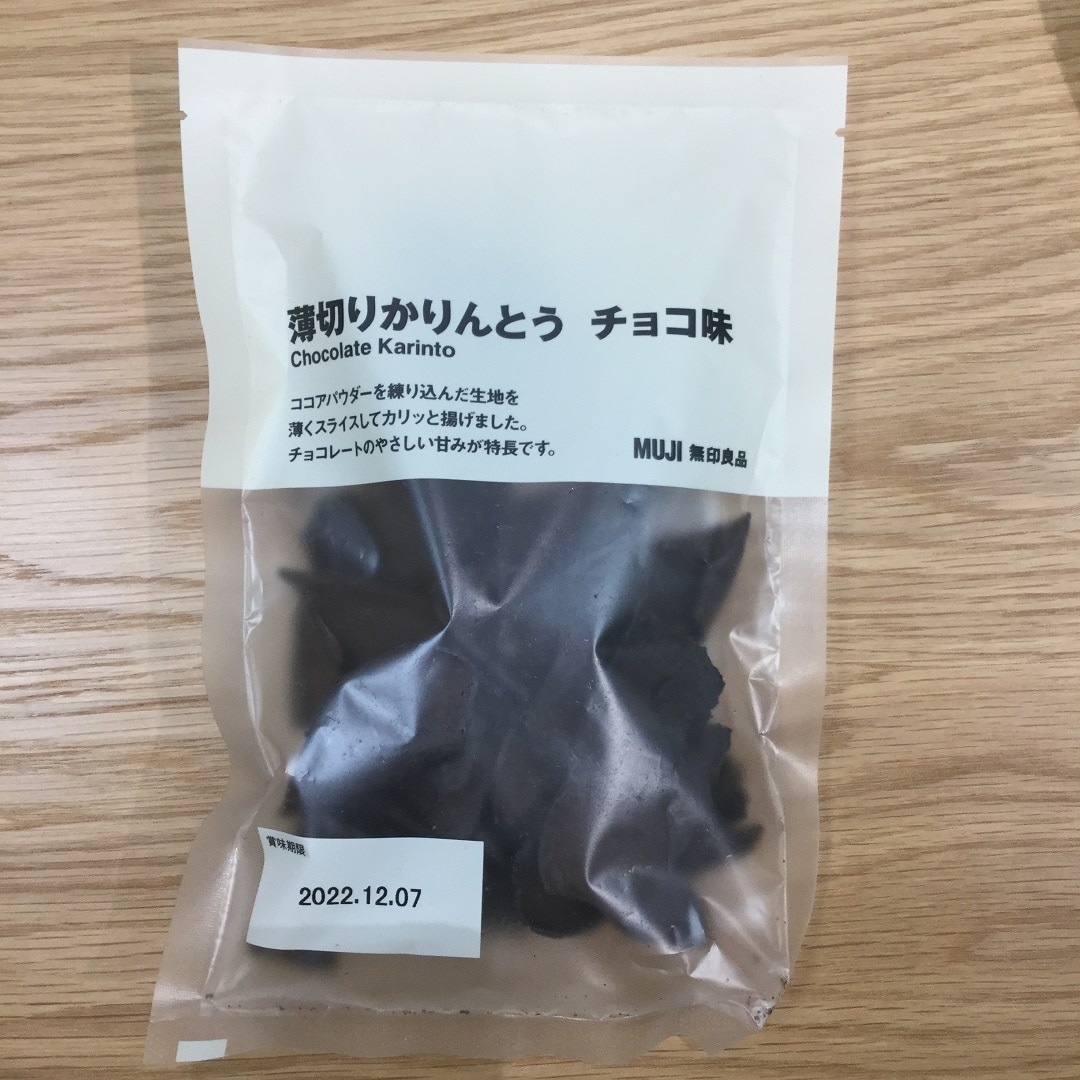 薄切りかりんとう チョコ味
Chocolate Karinto
ココアパウダーを練り込んだ生地を
薄くスライスしてカリッと揚げました。
チョコレートのやさしい甘みが特長です。
MUJI 無印良品
賞味期限
2022.12.07